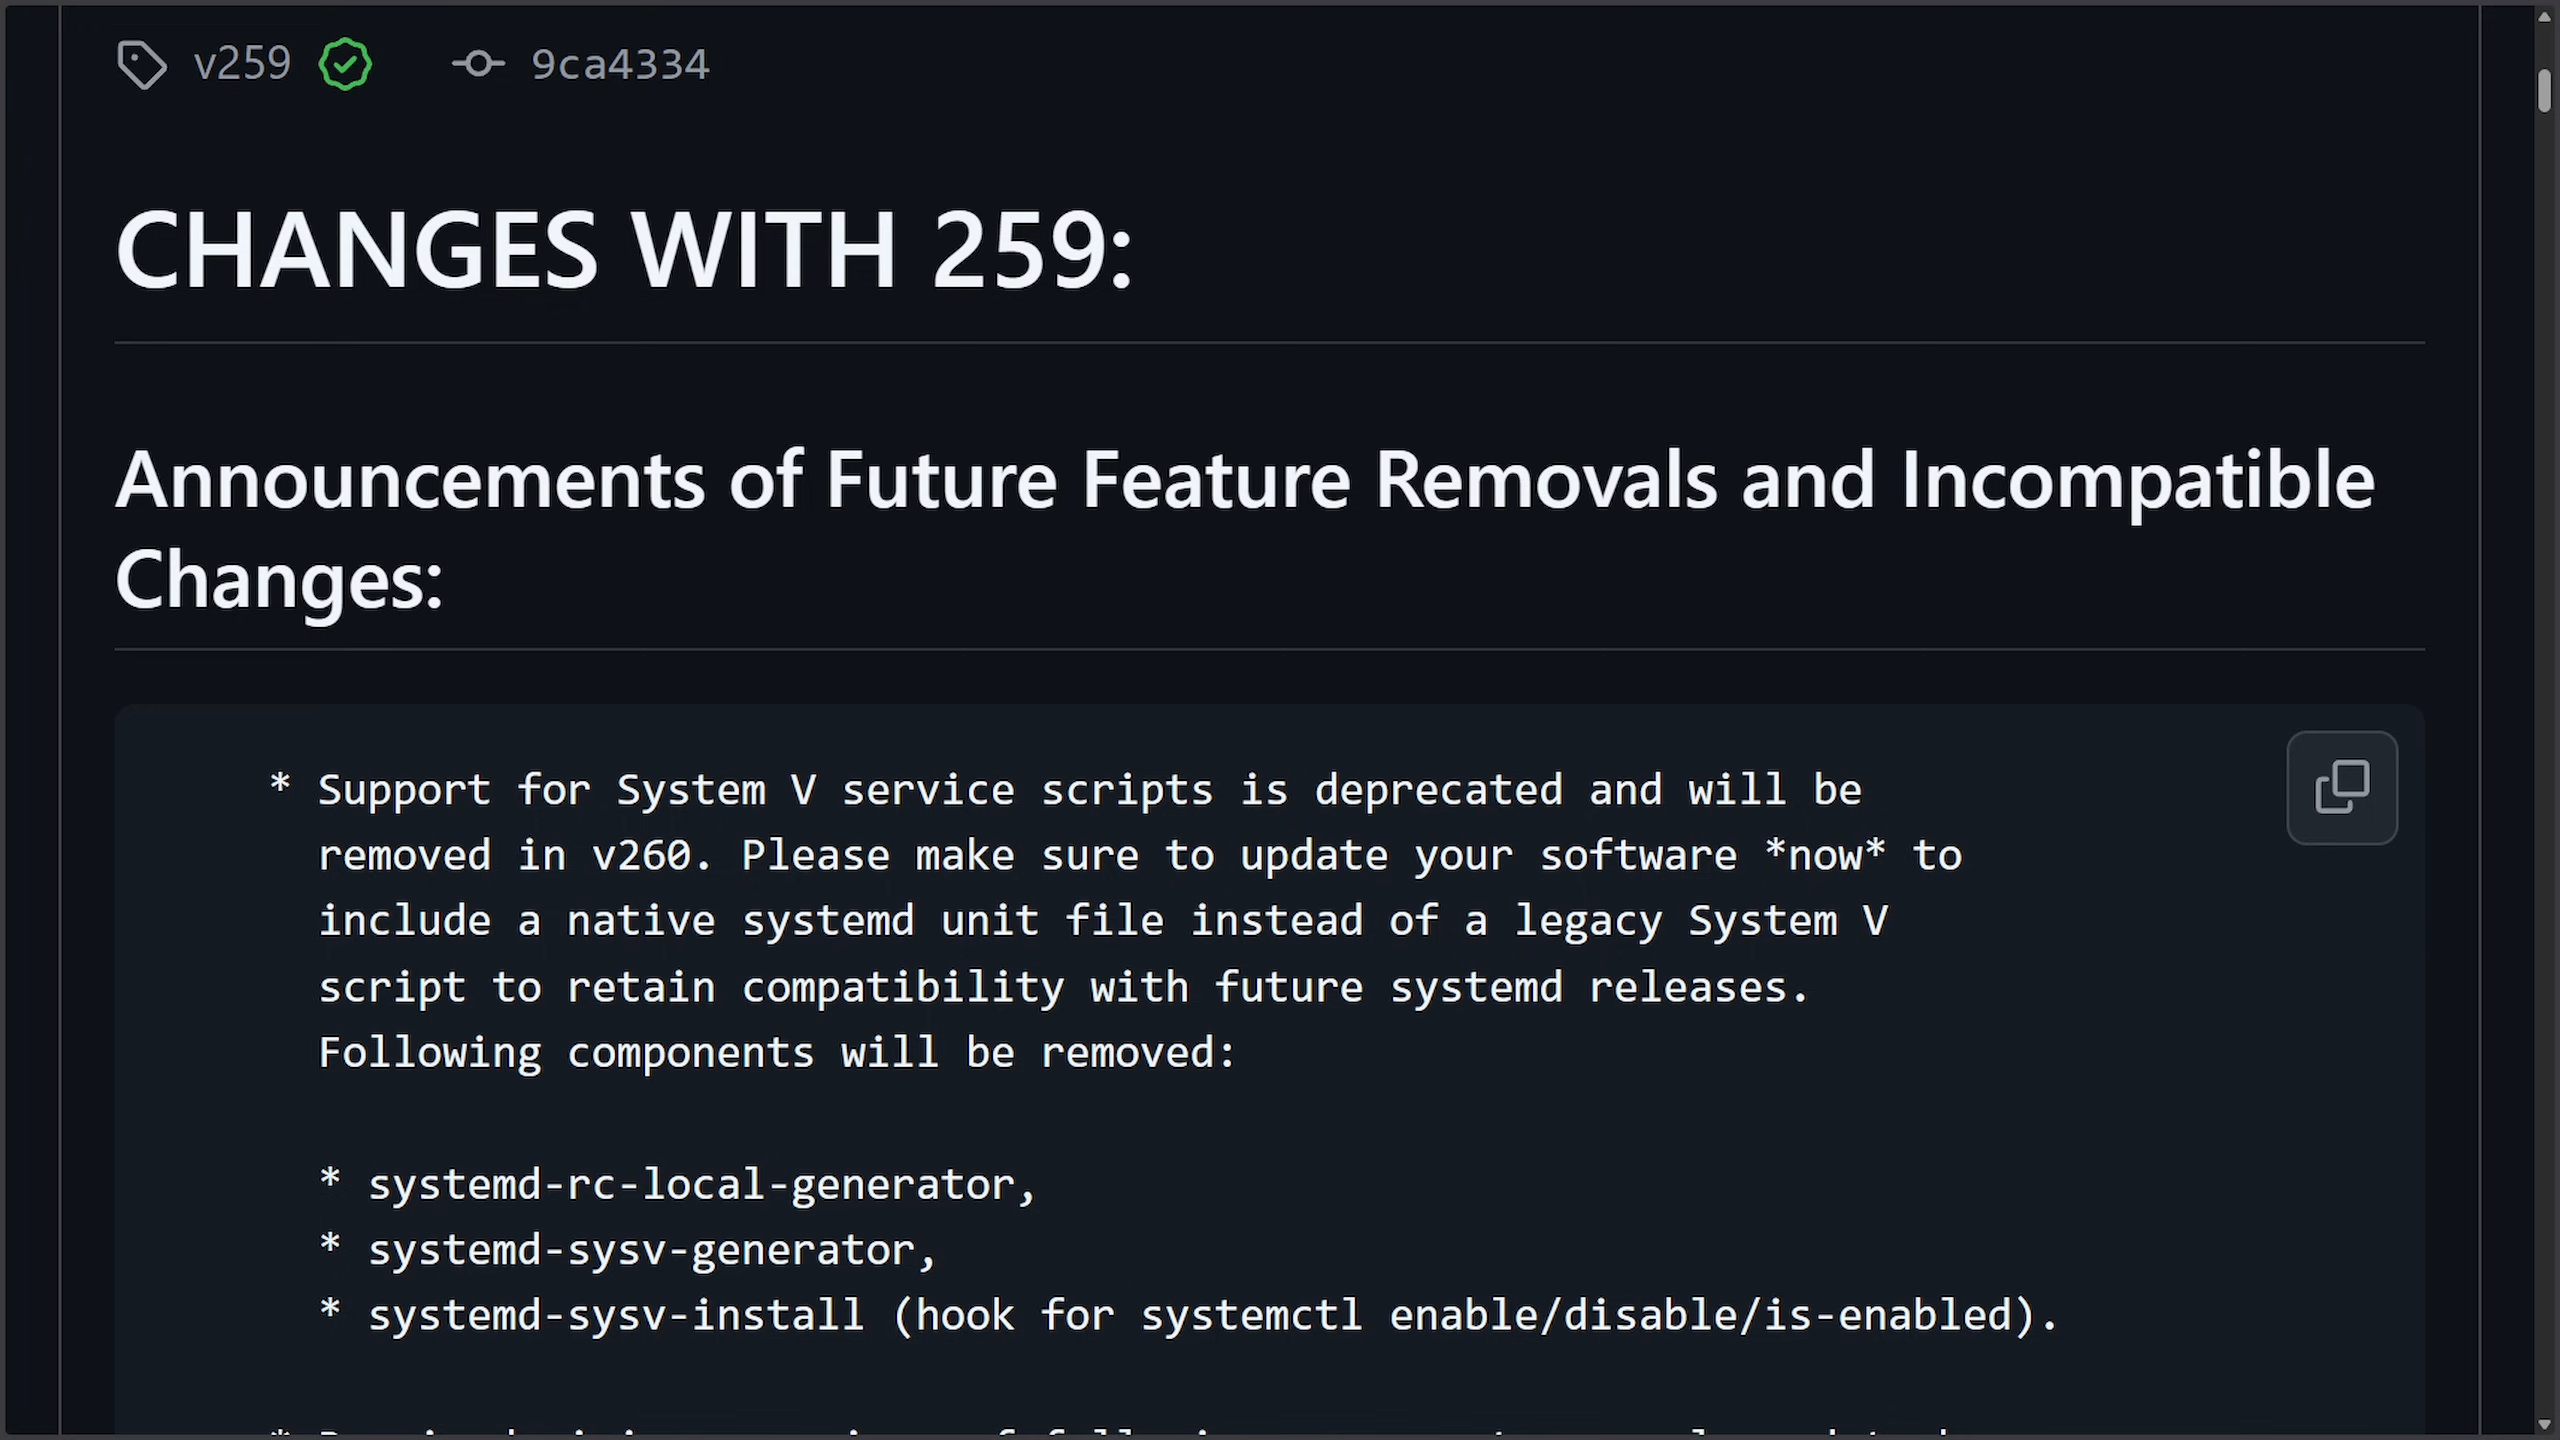 v259 9ca4334
CHANGES WITH 259:
Announcements of Future Feature Removals and Incompatible
Changes:
* Support for System V service scripts is deprecated and will be
removed in v260. Please make sure to update your software *now* to
include a native systemd unit file instead of a legacy System V
script to retain compatibility with future systemd releases.
Following components will be removed:
* systemd-rc-local-generator,
* systemd-sysv-generator,
* systemd-sysv-install (hook for systemctl enable/disable/is-enabled).